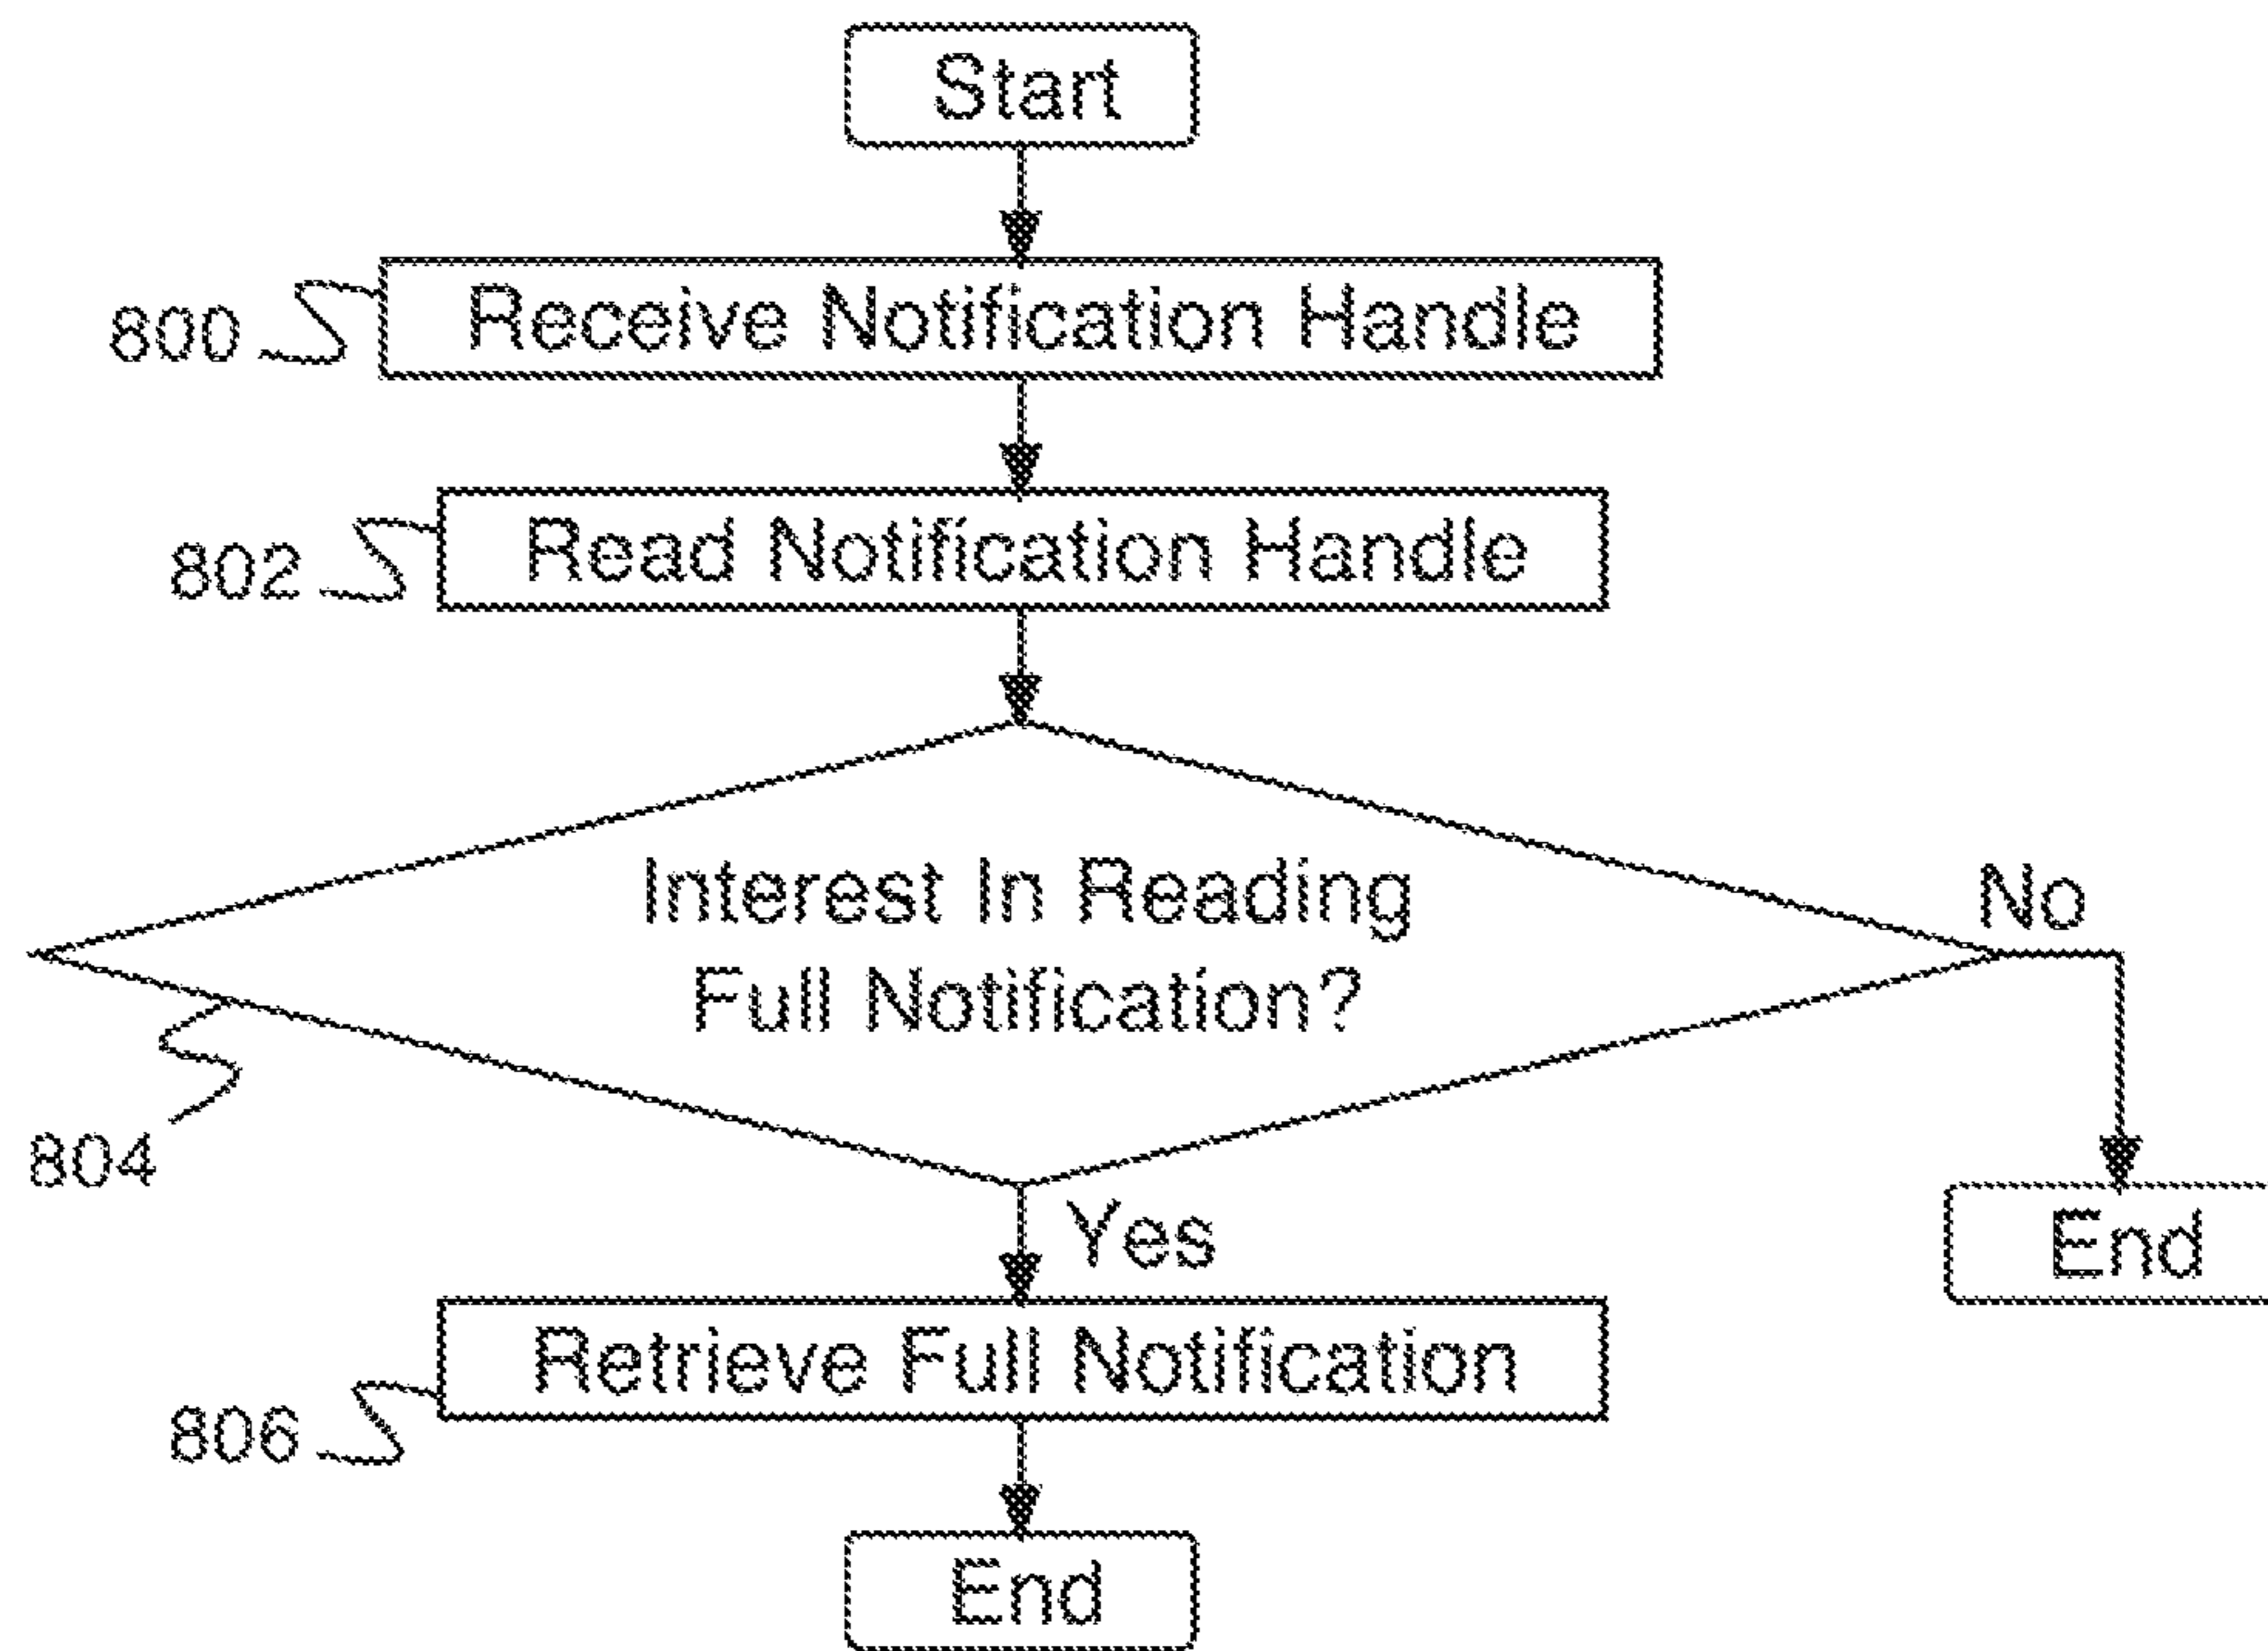 Start
800
Receive Notification Handle
802
Read Notification Handle
Interest In Reading
Full Notification?
No
804
Yes
End
Retrieve Full Notification
806
End